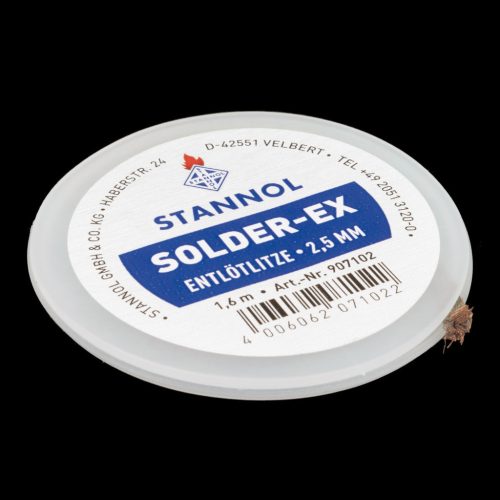 • STANNOL GMBH & CO. KG • HABERSTR. 24
D-42551 VELBERT • TEL +49 2051 3120-0 •
STANNOL
STANNOL
SOLDER-EX
ENTLÖTLITZE • 2,5 MM
1,6 m • Art.-Nr. 907102
4 006062 071022